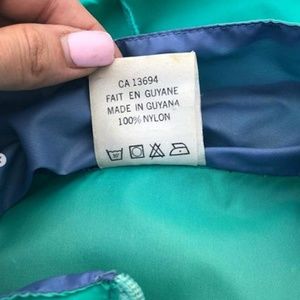 CA 13694
FAIT EN GUYANE
MADE IN GUYANA
100% NYLON